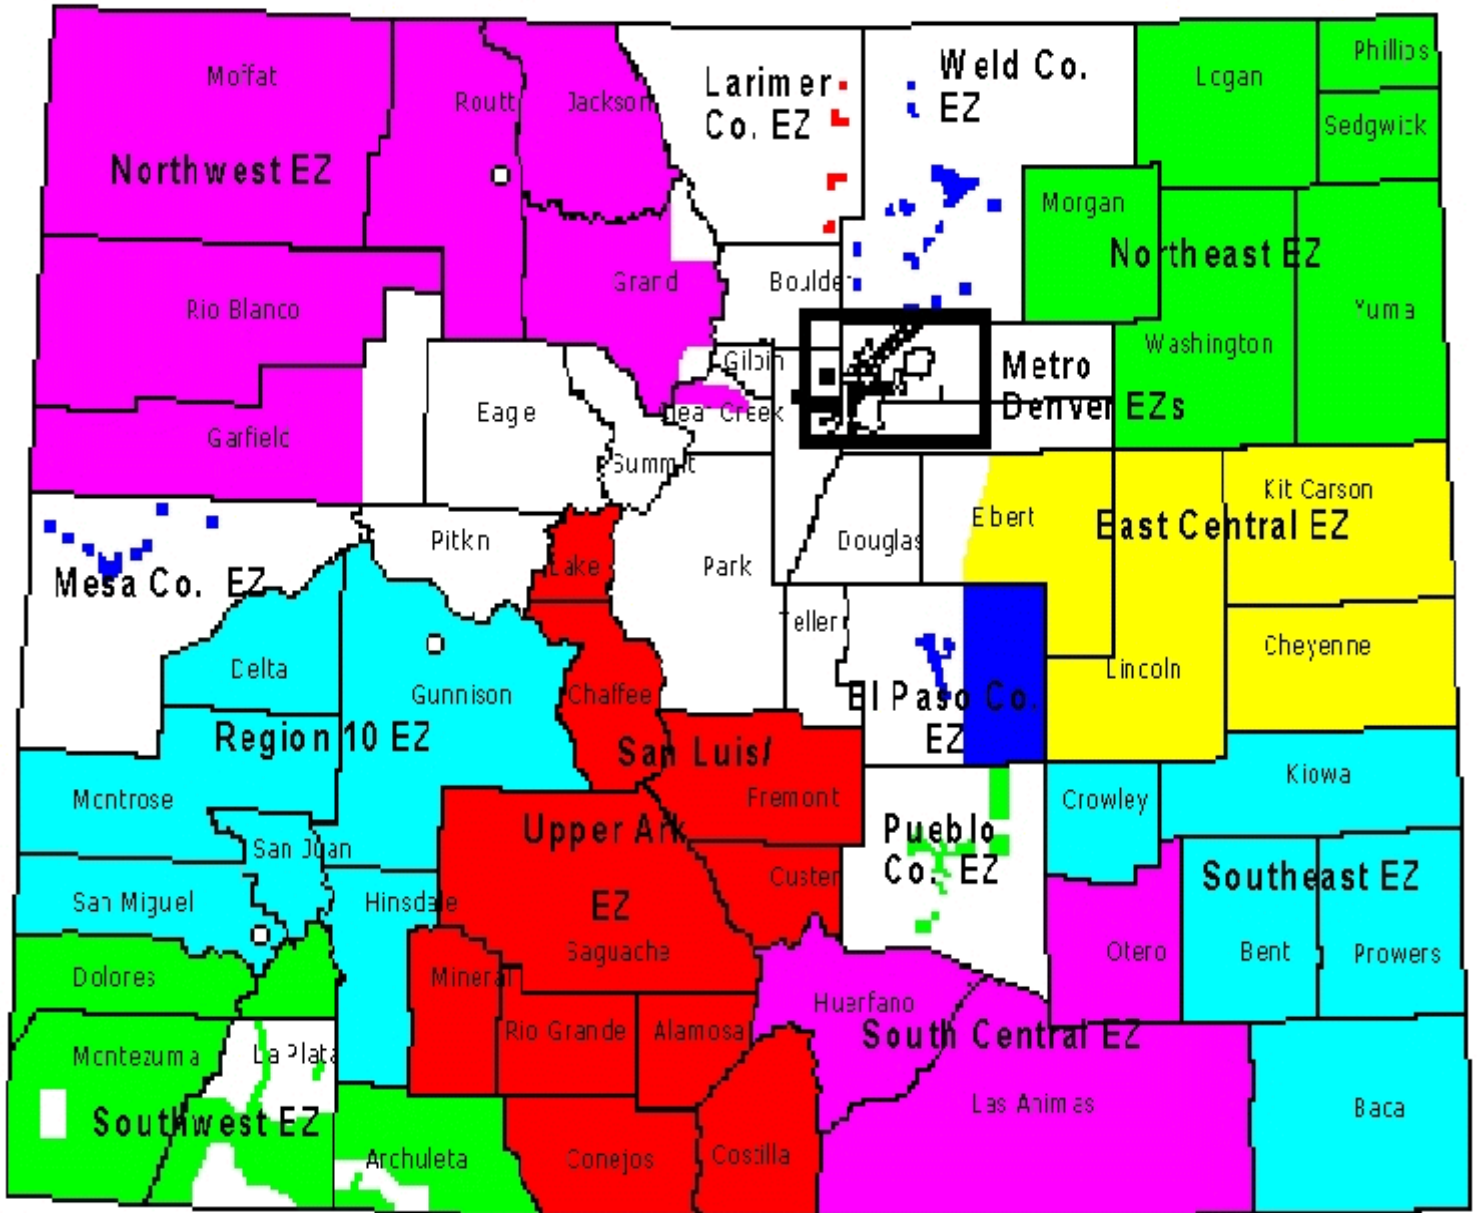 Moffat
Routt
Jackson
Larimer
Co. EZ
Weld Co.
EZ
Logan
Phillips
Sedgwick
Northwest EZ
Morgan
Northeast EZ
Rio Blanco
Grand
Boulder
Yuma
Washington
Gilpin
Metro
Denver EZs
Eagle
Clear Creek
Garfield
Summit
Kit Carson
Elbert
East Central EZ
Pitkin
Douglas
Lake
Park
Mesa Co. EZ
Teller
Cheyenne
Delta
Gunnison
Chaffee
Lincoln
El Paso Co.
EZ
Region 10 EZ
San Luis/
Kiowa
Montrose
Fremont
Crowley
Upper Ark
Pueblo
Co. EZ
San Juan
Custer
Southeast EZ
San Miguel
Hinsdale
EZ
Saguache
Otero
Bent
Prowers
Dolores
Mineral
Huerfano
Rio Grande
Alamosa
South Central EZ
Montezuma
La Plata
Las Animas
Baca
Southwest EZ
Archuleta
Conejos
Costilla